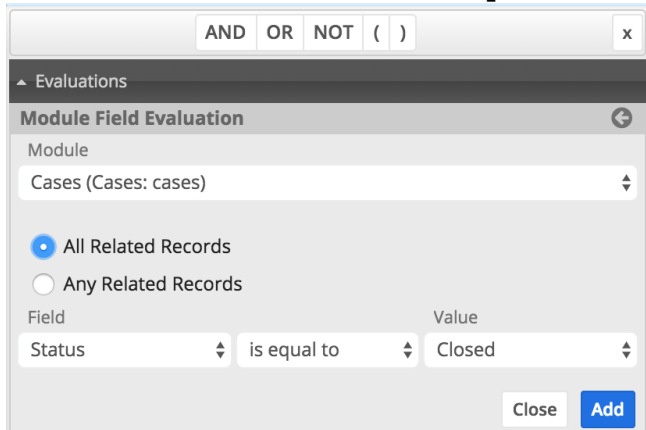 AND OR NOT ( ) x
Evaluations
Module Field Evaluation
Module
Cases (Cases: cases)
All Related Records
Any Related Records
Field Value
Status is equal to Closed
Close Add